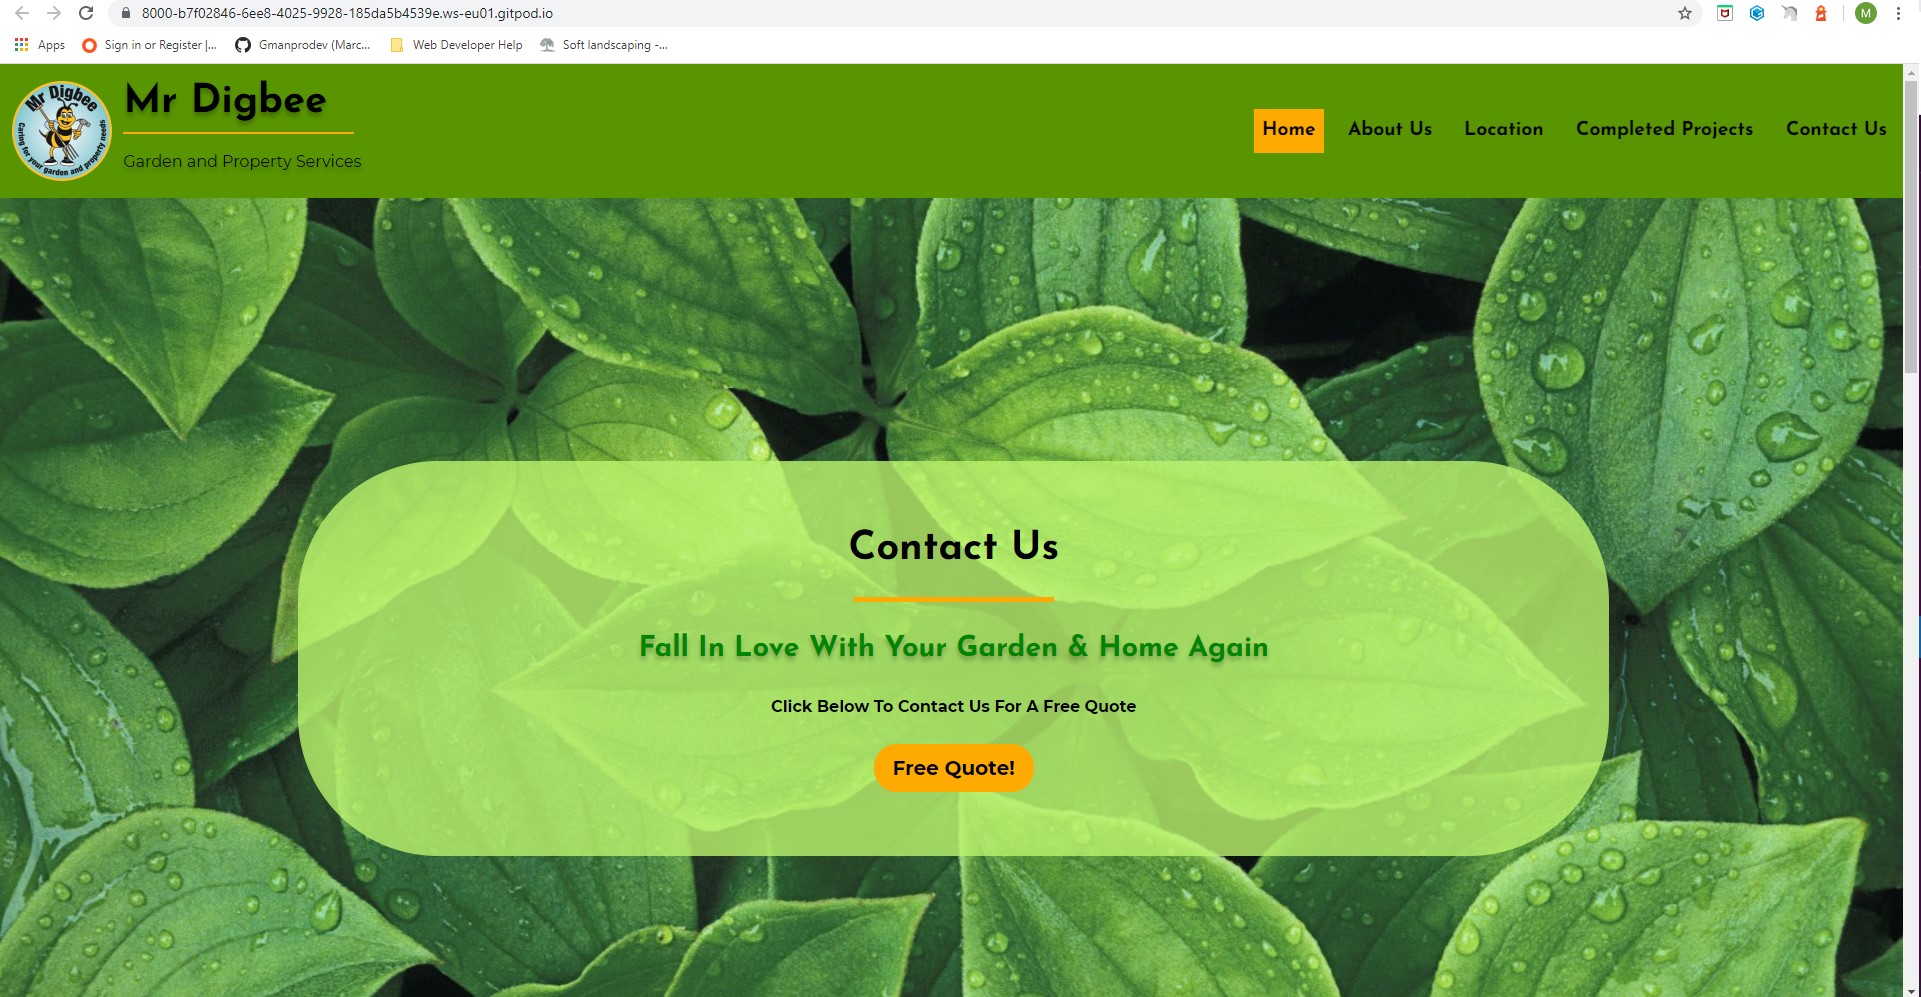 8000-b7f02846-6ee8-4025-9928-185da5b4539e.ws-eu01.gitpod.io
M
Apps
Sign in or Register |...
Gmanprodev (Marc...
Web Developer Help
Soft landscaping -...
Mr Digbee
Caring for your garden and property needs
Mr Digbee
Garden and Property Services
Home
About Us
Location
Completed Projects
Contact Us
Contact Us
Fall In Love With Your Garden & Home Again
Click Below To Contact Us For A Free Quote
Free Quote!